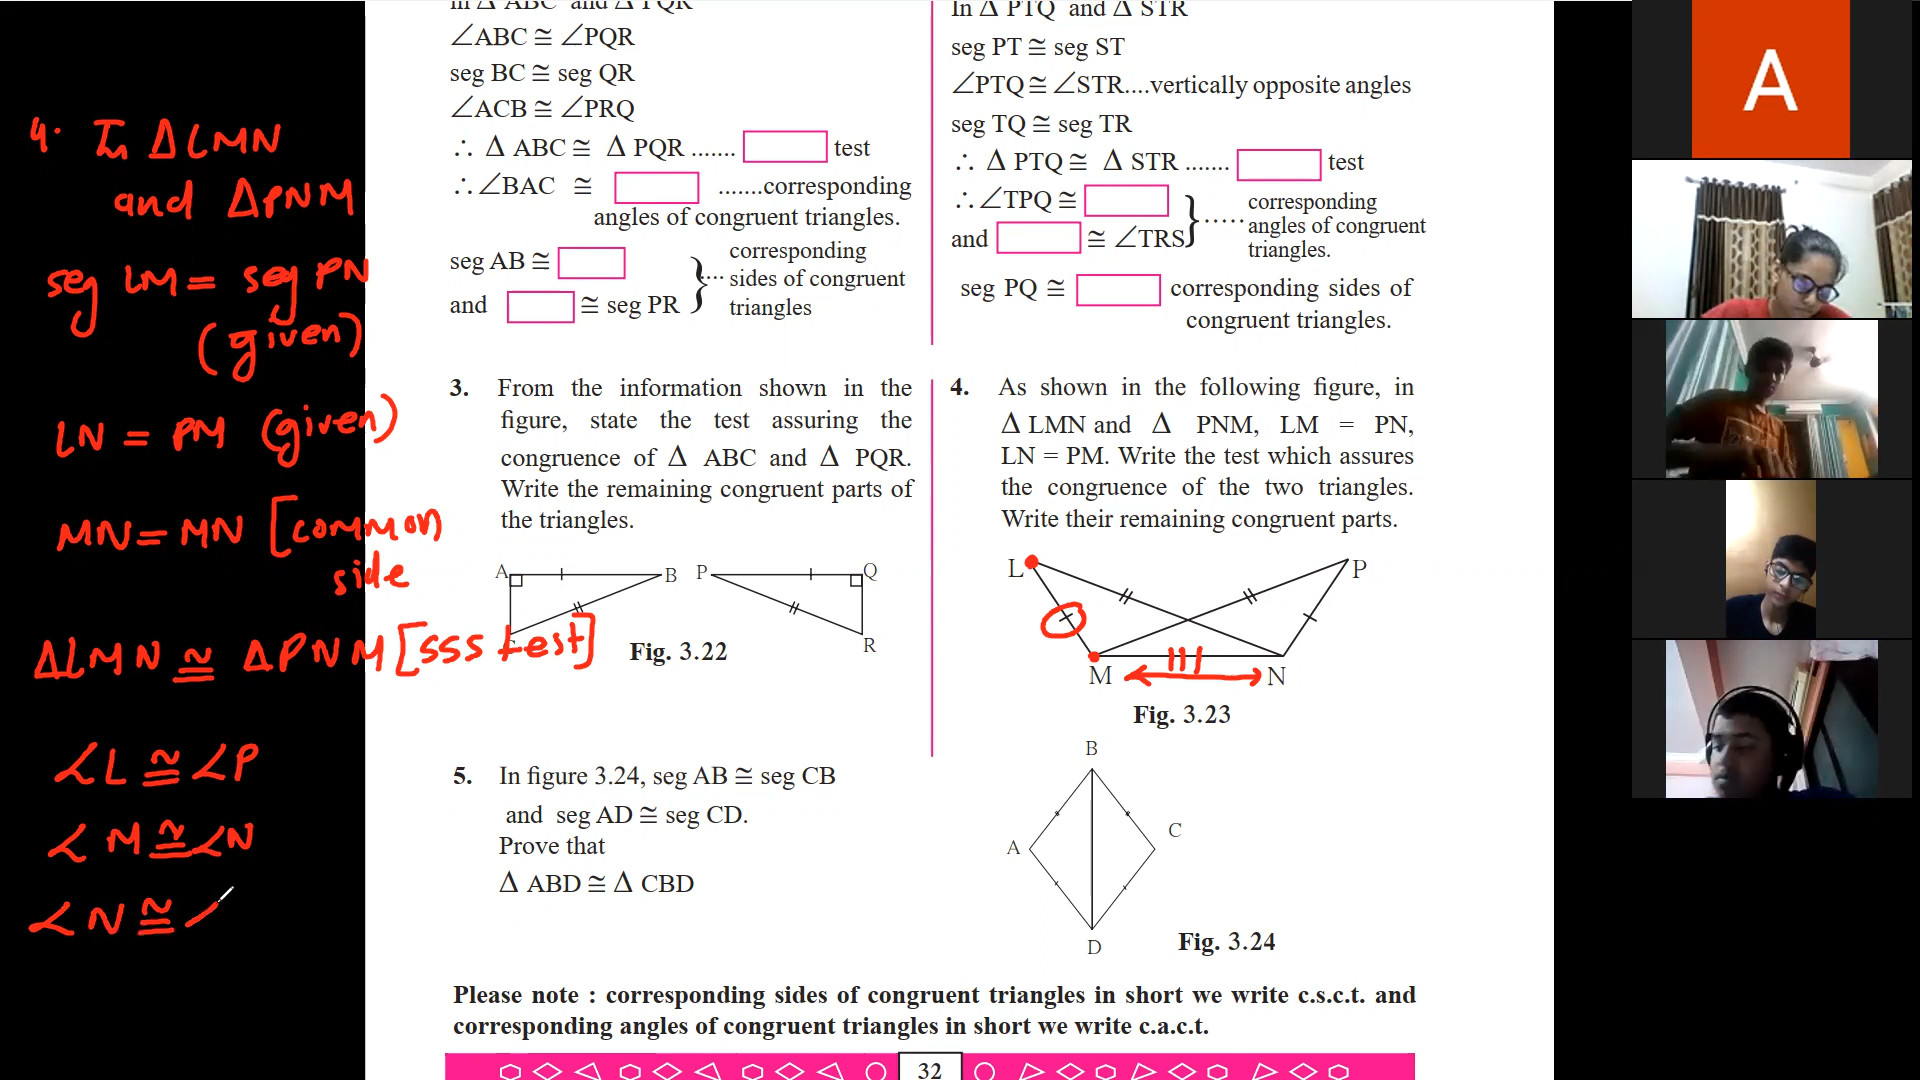 4. In Δ LMN
and Δ PNM
seg LM = seg PN
(given)
LN = PM (given)
MN = MN [common
side
ΔLMN ≅ ΔPNM [SSS test]
∠L ≅ ∠P
∠M ≅ ∠N
∠N ≅
in Δ ABC and Δ PQR
∠ABC ≅ ∠PQR
seg BC ≅ seg QR
∠ACB ≅ ∠PRQ
∴ Δ ABC ≅ Δ PQR ....... test
∴ ∠BAC ≅ .......corresponding
angles of congruent triangles.
seg AB ≅
and ≅ seg PR
} .... corresponding
sides of congruent
triangles
In Δ PTQ and Δ STR
seg PT ≅ seg ST
∠PTQ ≅ ∠STR....vertically opposite angles
seg TQ ≅ seg TR
∴ Δ PTQ ≅ Δ STR ....... test
∴ ∠TPQ ≅
and ≅ ∠TRS
} ..... corresponding
angles of congruent
triangles.
seg PQ ≅ corresponding sides of
congruent triangles.
3. From the information shown in the
figure, state the test assuring the
congruence of Δ ABC and Δ PQR.
Write the remaining congruent parts of
the triangles.
A B P Q
R
Fig. 3.22
4. As shown in the following figure, in
Δ LMN and Δ PNM, LM = PN,
LN = PM. Write the test which assures
the congruence of the two triangles.
Write their remaining congruent parts.
L P
M N
Fig. 3.23
5. In figure 3.24, seg AB ≅ seg CB
and seg AD ≅ seg CD.
Prove that
Δ ABD ≅ Δ CBD
B
A C
D
Fig. 3.24
Please note : corresponding sides of congruent triangles in short we write c.s.c.t. and
corresponding angles of congruent triangles in short we write c.a.c.t.
32
A